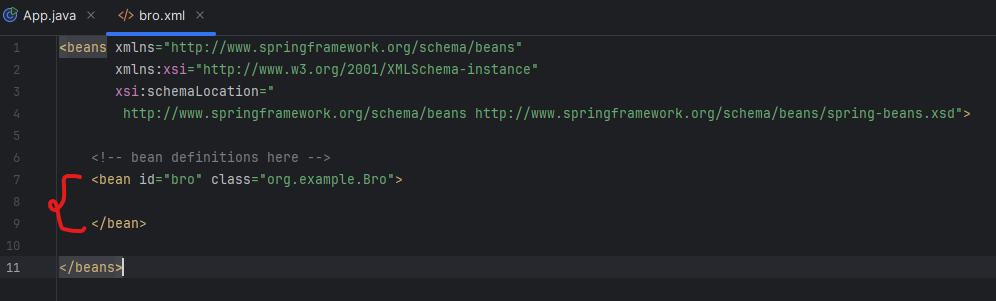 App.java × </> bro.xml ×
1 <beans xmlns="http://www.springframework.org/schema/beans"
2 xmlns:xsi="http://www.w3.org/2001/XMLSchema-instance"
3 xsi:schemaLocation="
4 http://www.springframework.org/schema/beans http://www.springframework.org/schema/beans/spring-beans.xsd">
5
6 <!-- bean definitions here -->
7 <bean id="bro" class="org.example.Bro">
8
9 </bean>
10
11 </beans>